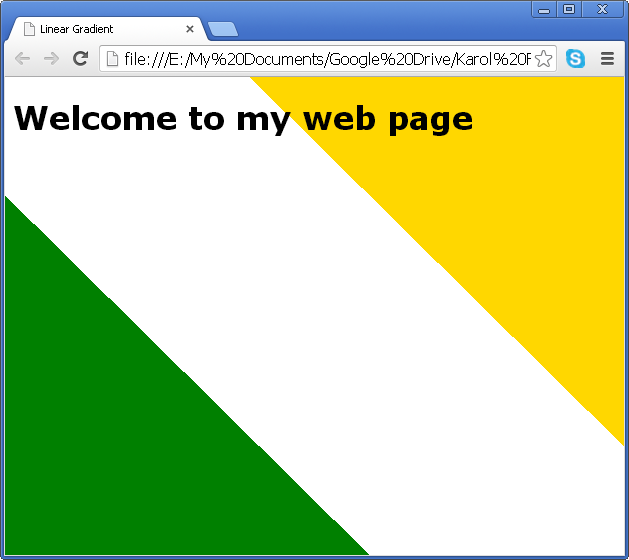 Linear Gradient
file:///E:/My%20Documents/Google%20Drive/Karol%20F
Welcome to my web page